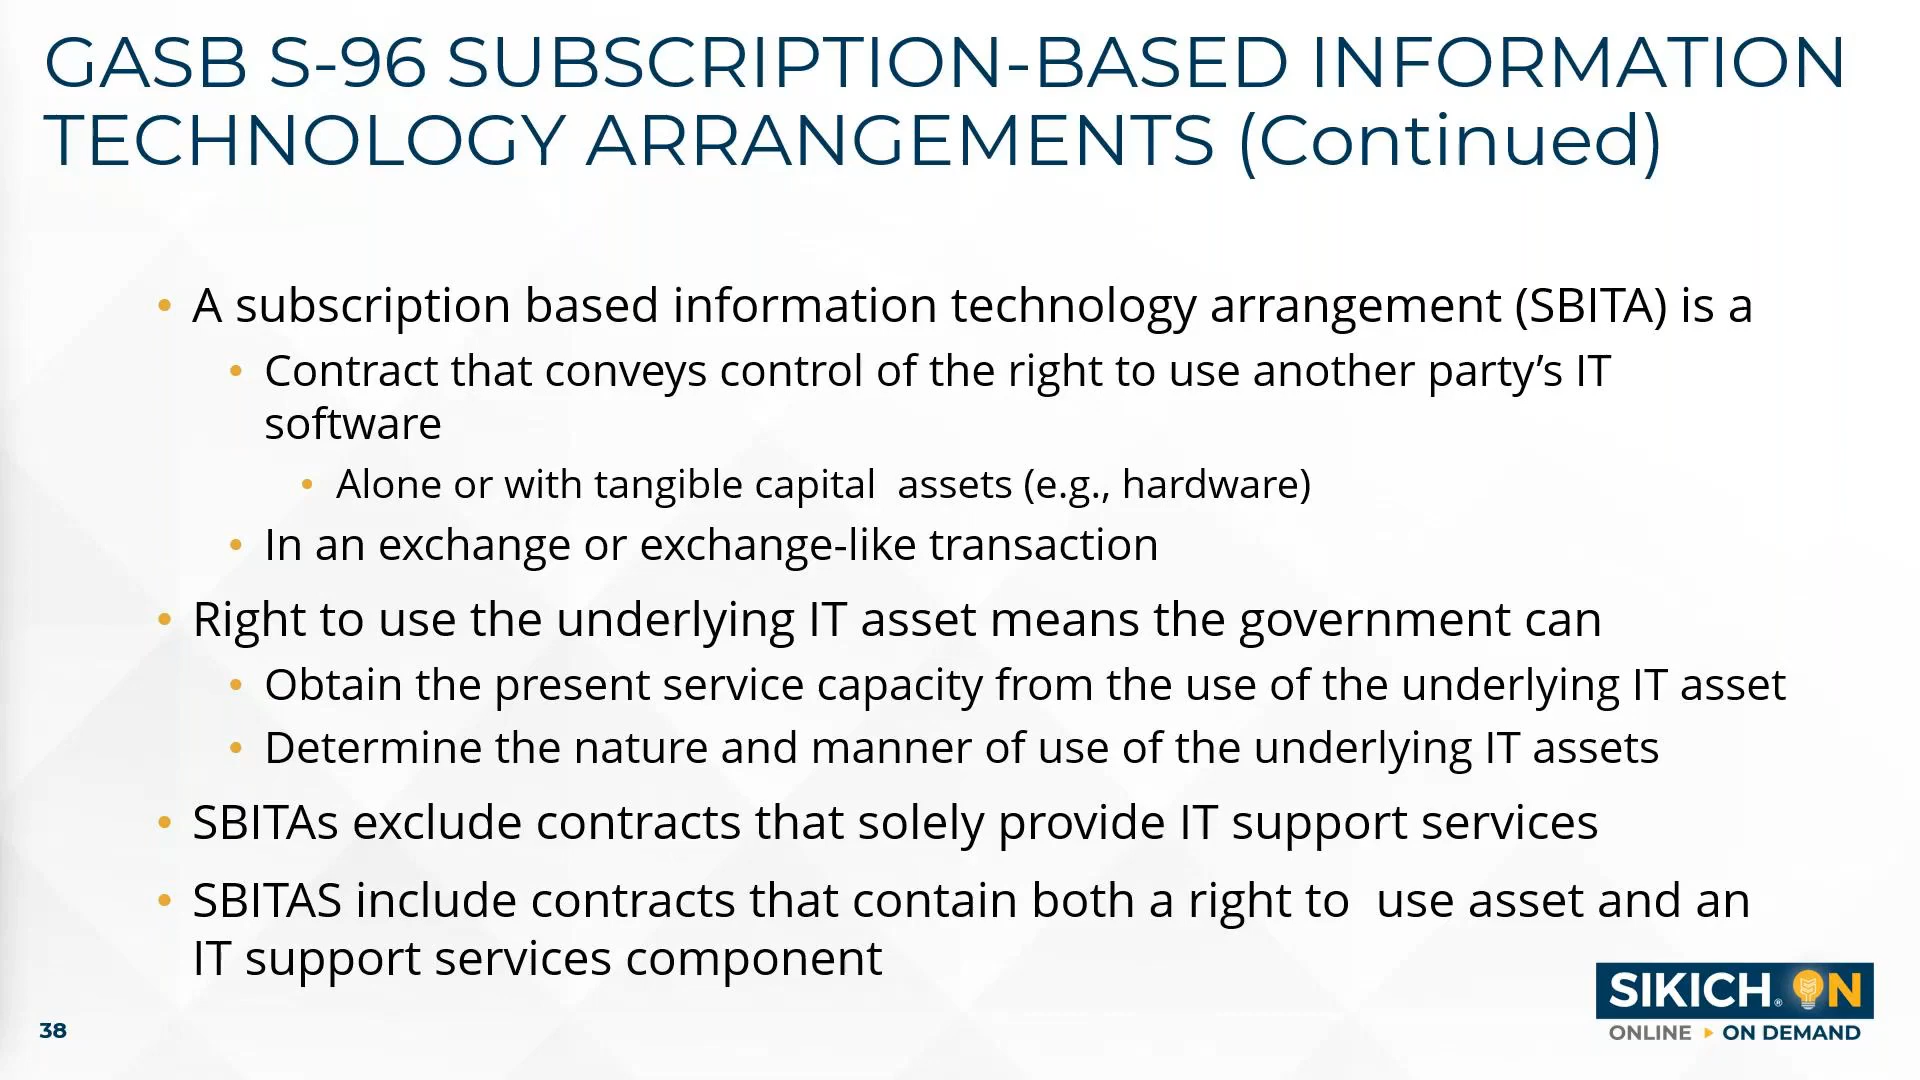 GASB S-96 SUBSCRIPTION-BASED INFORMATION
TECHNOLOGY ARRANGEMENTS (Continued)
• A subscription based information technology arrangement (SBITA) is a
• Contract that conveys control of the right to use another party’s IT
software
• Alone or with tangible capital  assets (e.g., hardware)
• In an exchange or exchange-like transaction
• Right to use the underlying IT asset means the government can
• Obtain the present service capacity from the use of the underlying IT asset
• Determine the nature and manner of use of the underlying IT assets
• SBITAs exclude contracts that solely provide IT support services
• SBITAS include contracts that contain both a right to  use asset and an
IT support services component
SIKICH® ON
ONLINE ▸ ON DEMAND
38